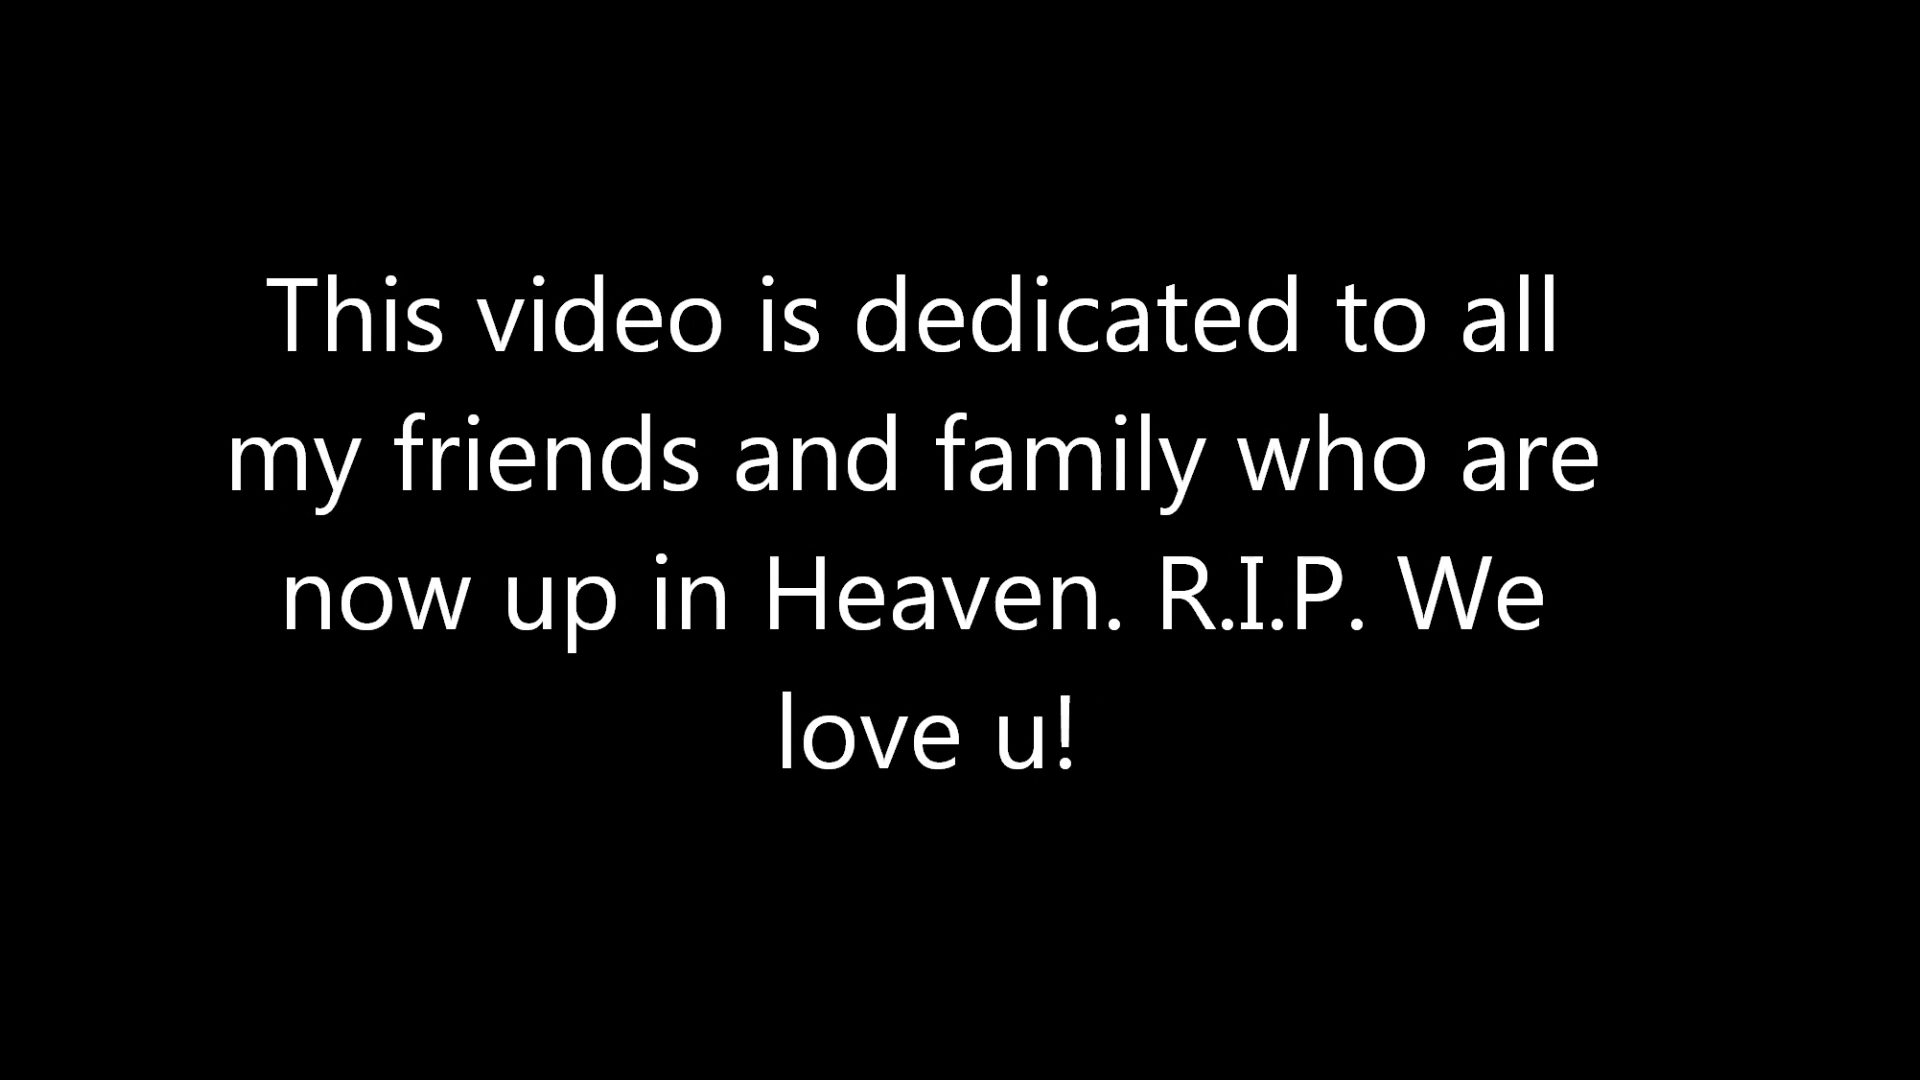 This video is dedicated to all
my friends and family who are
now up in Heaven. R.I.P. We
love u!